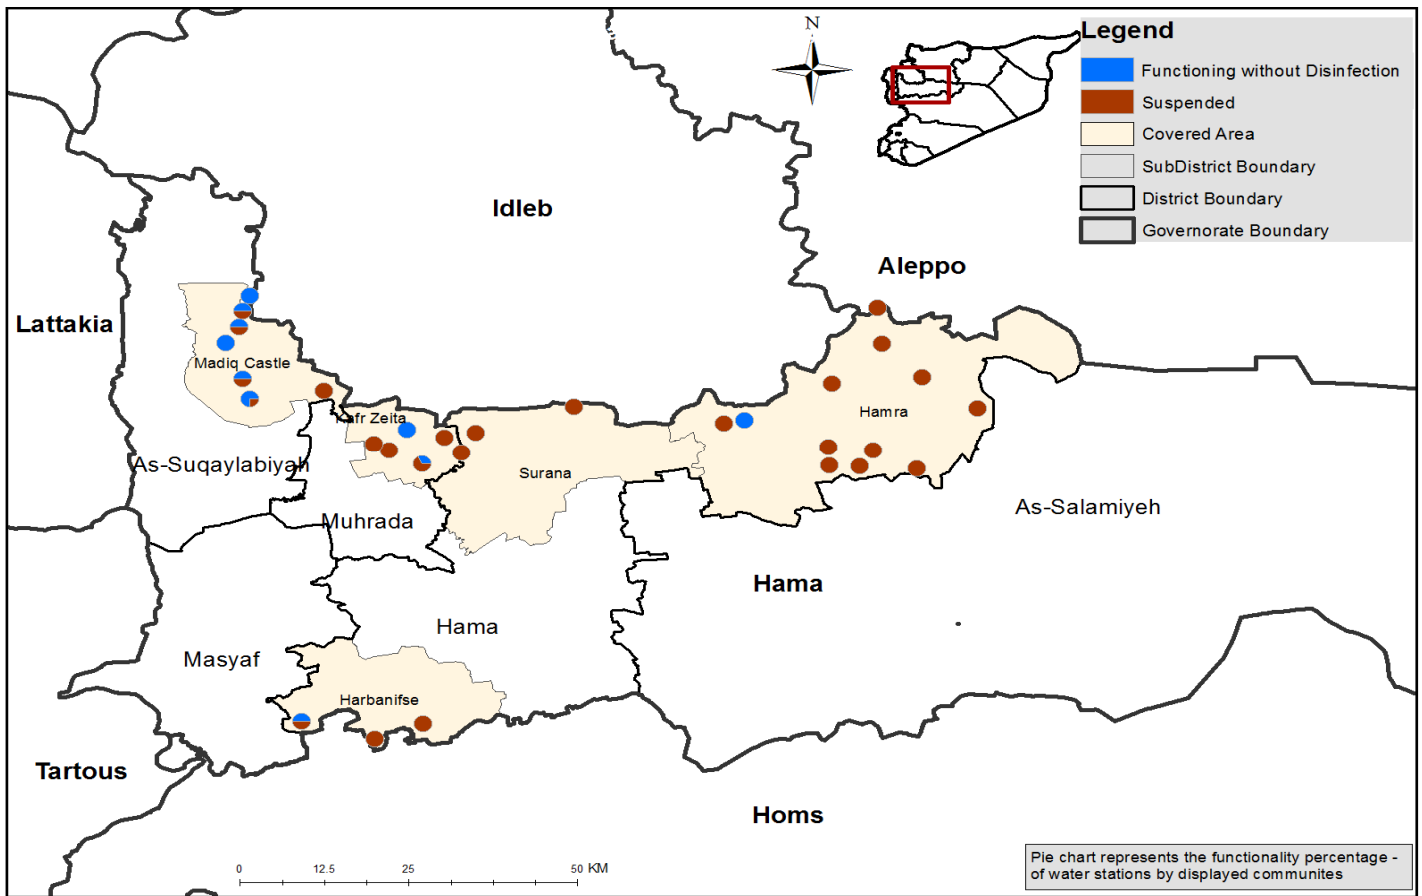 N
Legend
Functioning without Disinfection
Suspended
Covered Area
SubDistrict Boundary
District Boundary
Governorate Boundary
Idleb
Aleppo
Lattakia
Madiq Castle
Kafr Zeita
Hamra
As-Suqaylabiyah
Surana
Muhrada
As-Salamiyeh
Hama
Hama
Masyaf
Harbanifse
Tartous
Homs
0 12.5 25 50 KM
Pie chart represents the functionality percentage -
of water stations by displayed communites